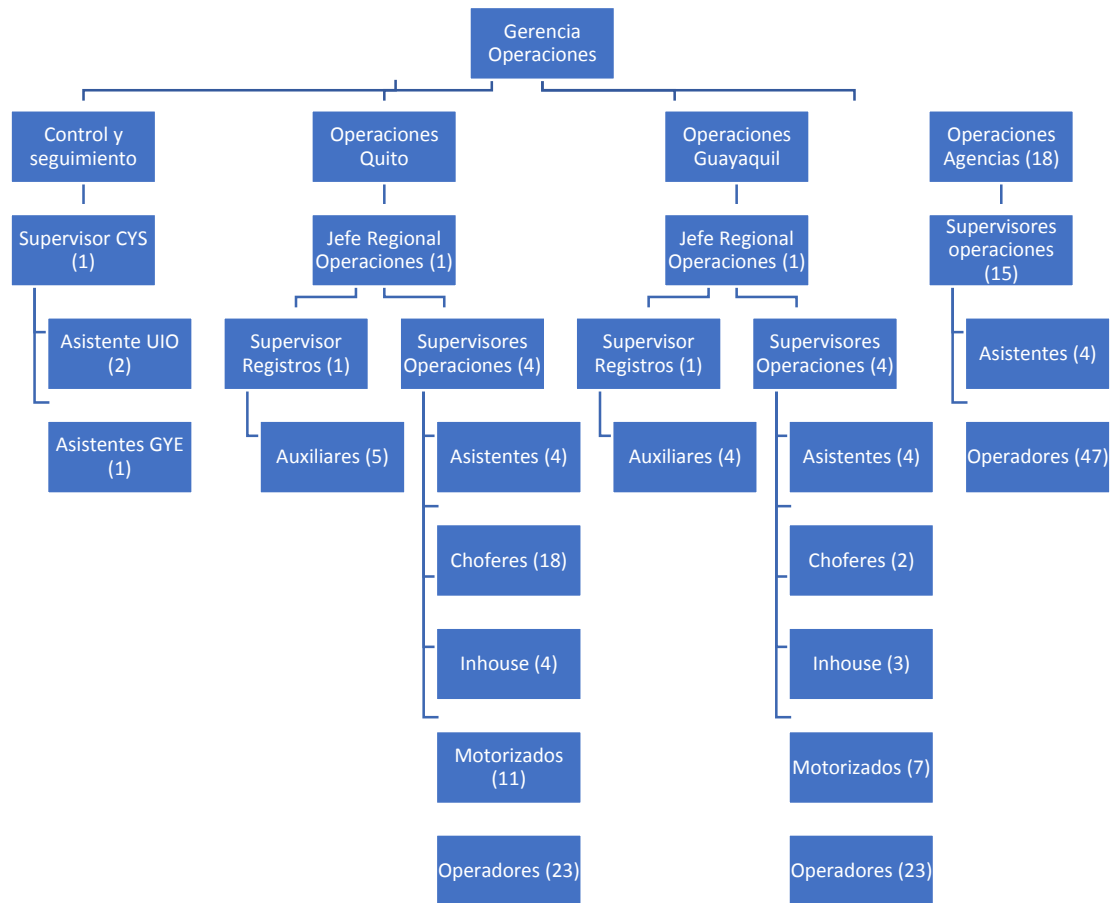 Gerencia
Operaciones
Control y
seguimiento
Operaciones
Quito
Operaciones
Guayaquil
Operaciones
Agencias (18)
Supervisor CYS
(1)
Jefe Regional
Operaciones (1)
Jefe Regional
Operaciones (1)
Supervisores
operaciones
(15)
Asistente UIO
(2)
Supervisor
Registros (1)
Supervisores
Operaciones (4)
Supervisor
Registros (1)
Supervisores
Operaciones (4)
Asistentes (4)
Asistentes GYE
(1)
Auxiliares (5)
Asistentes (4)
Auxiliares (4)
Asistentes (4)
Operadores (47)
Choferes (18)
Choferes (2)
Inhouse (4)
Inhouse (3)
Motorizados
(11)
Motorizados (7)
Operadores (23)
Operadores (23)